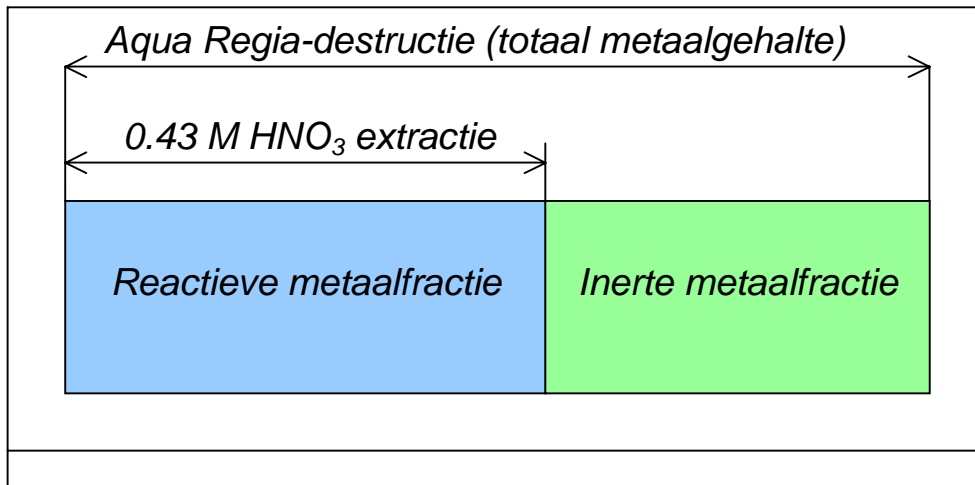 Aqua Regia-destructie (totaal metaalgehalte)
0.43 M HNO₃ extractie
Reactieve metaalfractie
Inerte metaalfractie